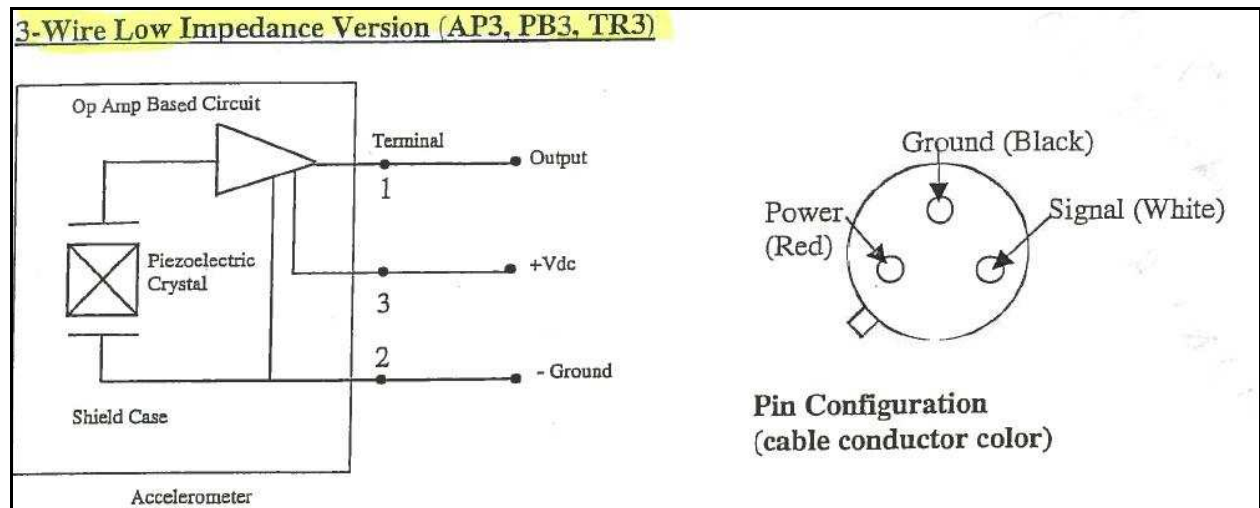 3-Wire Low Impedance Version (AP3, PB3, TR3)
Op Amp Based Circuit
Terminal
1
Output
Piezoelectric
Crystal
3
+Vdc
2
- Ground
Shield Case
Accelerometer
Ground (Black)
Power
(Red)
Signal (White)
Pin Configuration
(cable conductor color)